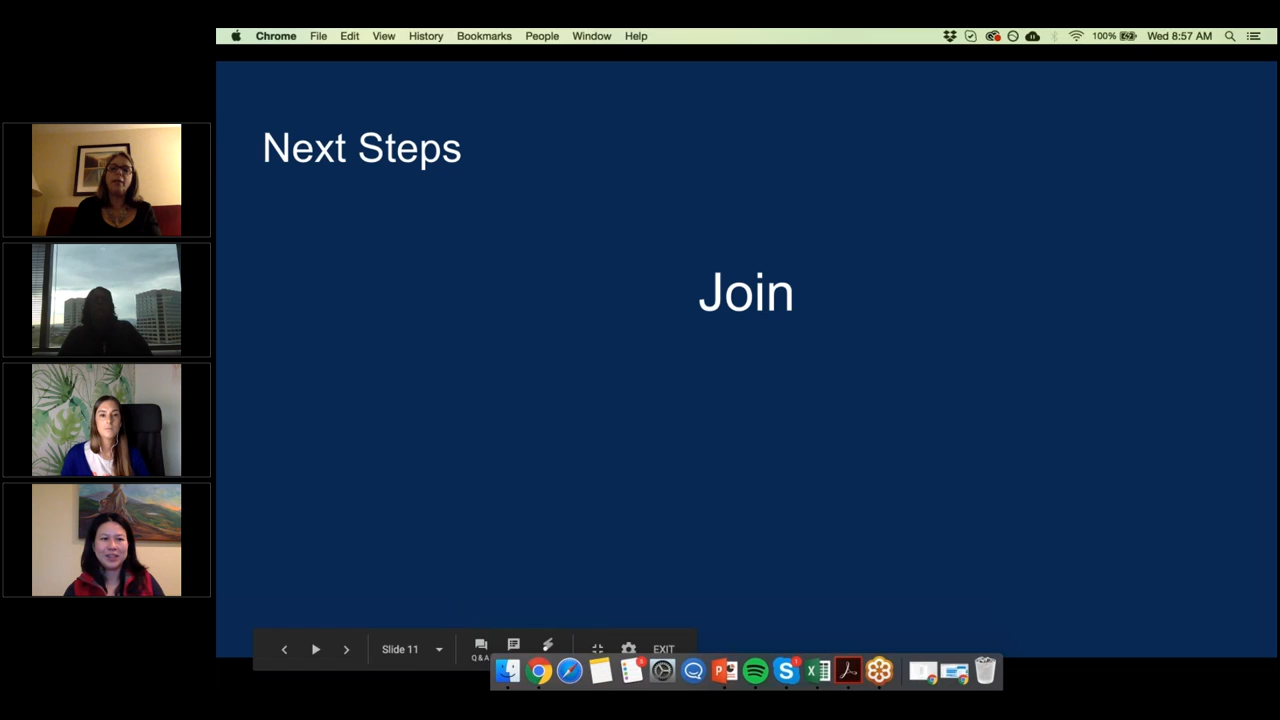 Chrome File Edit View History Bookmarks People Window Help 100% Wed 8:57 AM
Next Steps
Join
Slide 11 Q&A EXIT